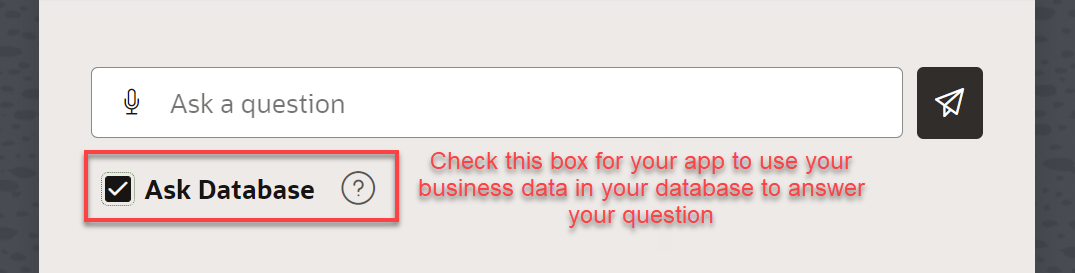 Ask a question
Ask Database ?
Check this box for your app to use your
business data in your database to answer
your question